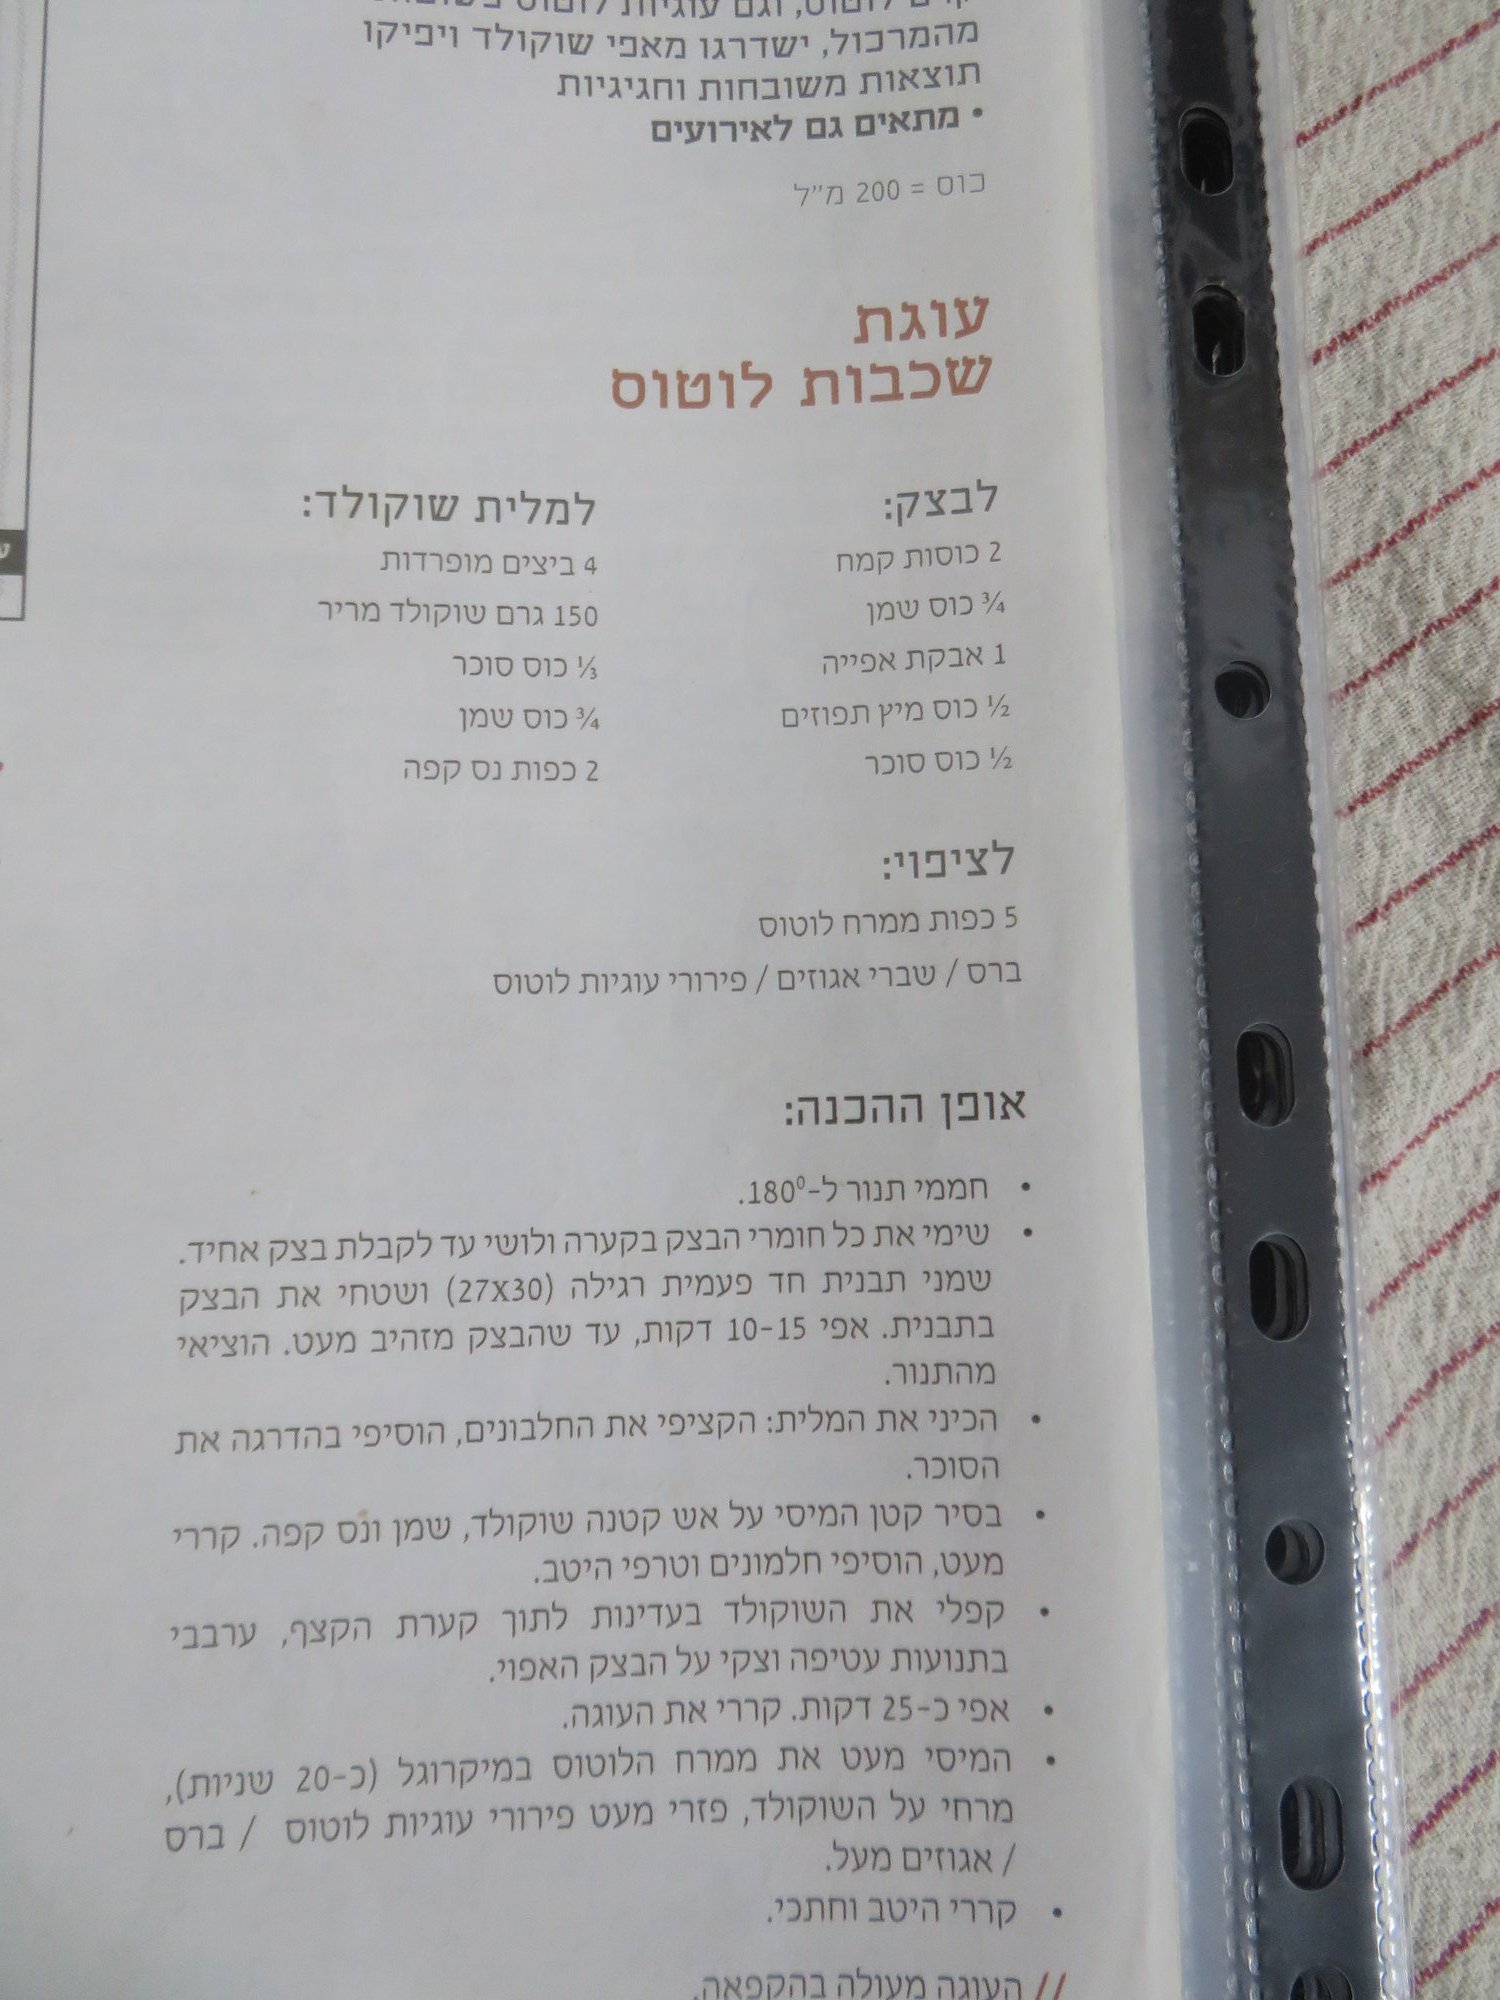 קרם לוטוס, וגם עוגיות לוטוס
מהמרכול, ישדרגו מאפי שוקולד ויפיקו
תוצאות משובחות וחגיגיות
• מתאים גם לאירועים
כוס = 200 מ"ל
עוגת
שכבות לוטוס
לבצק:
2 כוסות קמח
¾ כוס שמן
1 אבקת אפייה
½ כוס מיץ תפוזים
½ כוס סוכר
למלית שוקולד:
4 ביצים מופרדות
150 גרם שוקולד מריר
⅓ כוס סוכר
¾ כוס שמן
2 כפות נס קפה
לציפוי:
5 כפות ממרח לוטוס
ברס / שברי אגוזים / פירורי עוגיות לוטוס
אופן ההכנה:
• חממי תנור ל-180⁰.
• שימי את כל חומרי הבצק בקערה ולושי עד לקבלת בצק אחיד.
שמני תבנית חד פעמית רגילה (27X30) ושטחי את הבצק
בתבנית. אפי 10-15 דקות, עד שהבצק מזהיב מעט. הוציאי
מהתנור.
• הכיני את המלית: הקציפי את החלבונים, הוסיפי בהדרגה את
הסוכר.
• בסיר קטן המיסי על אש קטנה שוקולד, שמן ונס קפה. קררי
מעט, הוסיפי חלמונים וטרפי היטב.
• קפלי את השוקולד בעדינות לתוך קערת הקצף, ערבבי
בתנועות עטיפה וצקי על הבצק האפוי.
• אפי כ-25 דקות. קררי את העוגה.
• המיסי מעט את ממרח הלוטוס במיקרוגל (כ-20 שניות),
מרחי על השוקולד, פזרי מעט פירורי עוגיות לוטוס / ברס
/ אגוזים מעל.
• קררי היטב וחתכי.
// העוגה מעולה בהקפאה.